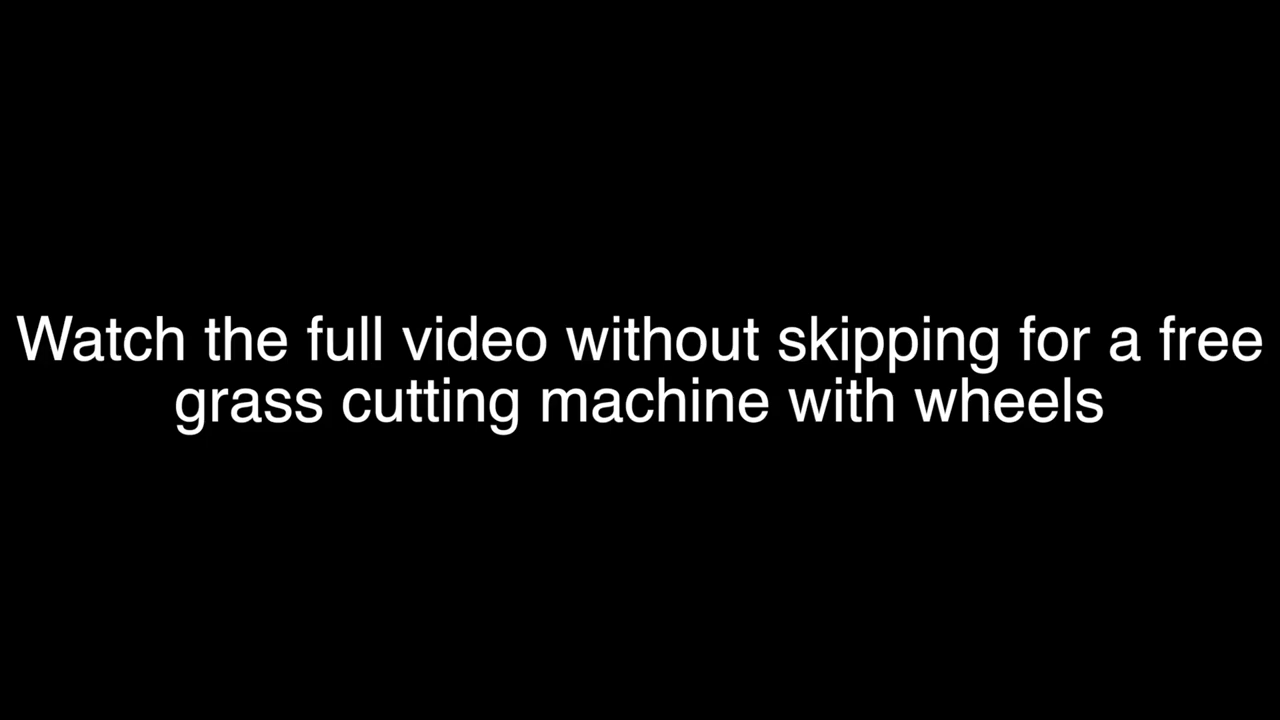 Watch the full video without skipping for a free
grass cutting machine with wheels